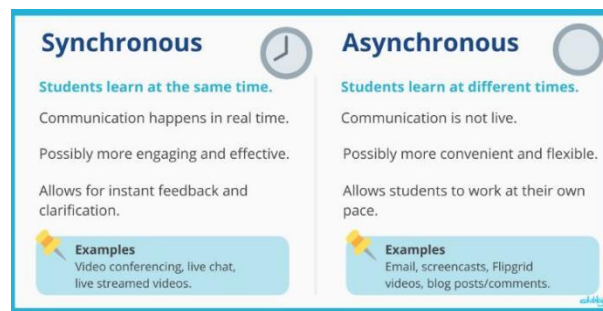 Synchronous
Students learn at the same time.
Communication happens in real time.
Possibly more engaging and effective.
Allows for instant feedback and
clarification.
Examples
Video conferencing, live chat,
live streamed videos.
Asynchronous
Students learn at different times.
Communication is not live.
Possibly more convenient and flexible.
Allows students to work at their own
pace.
Examples
Email, screencasts, Flipgrid
videos, blog posts/comments.